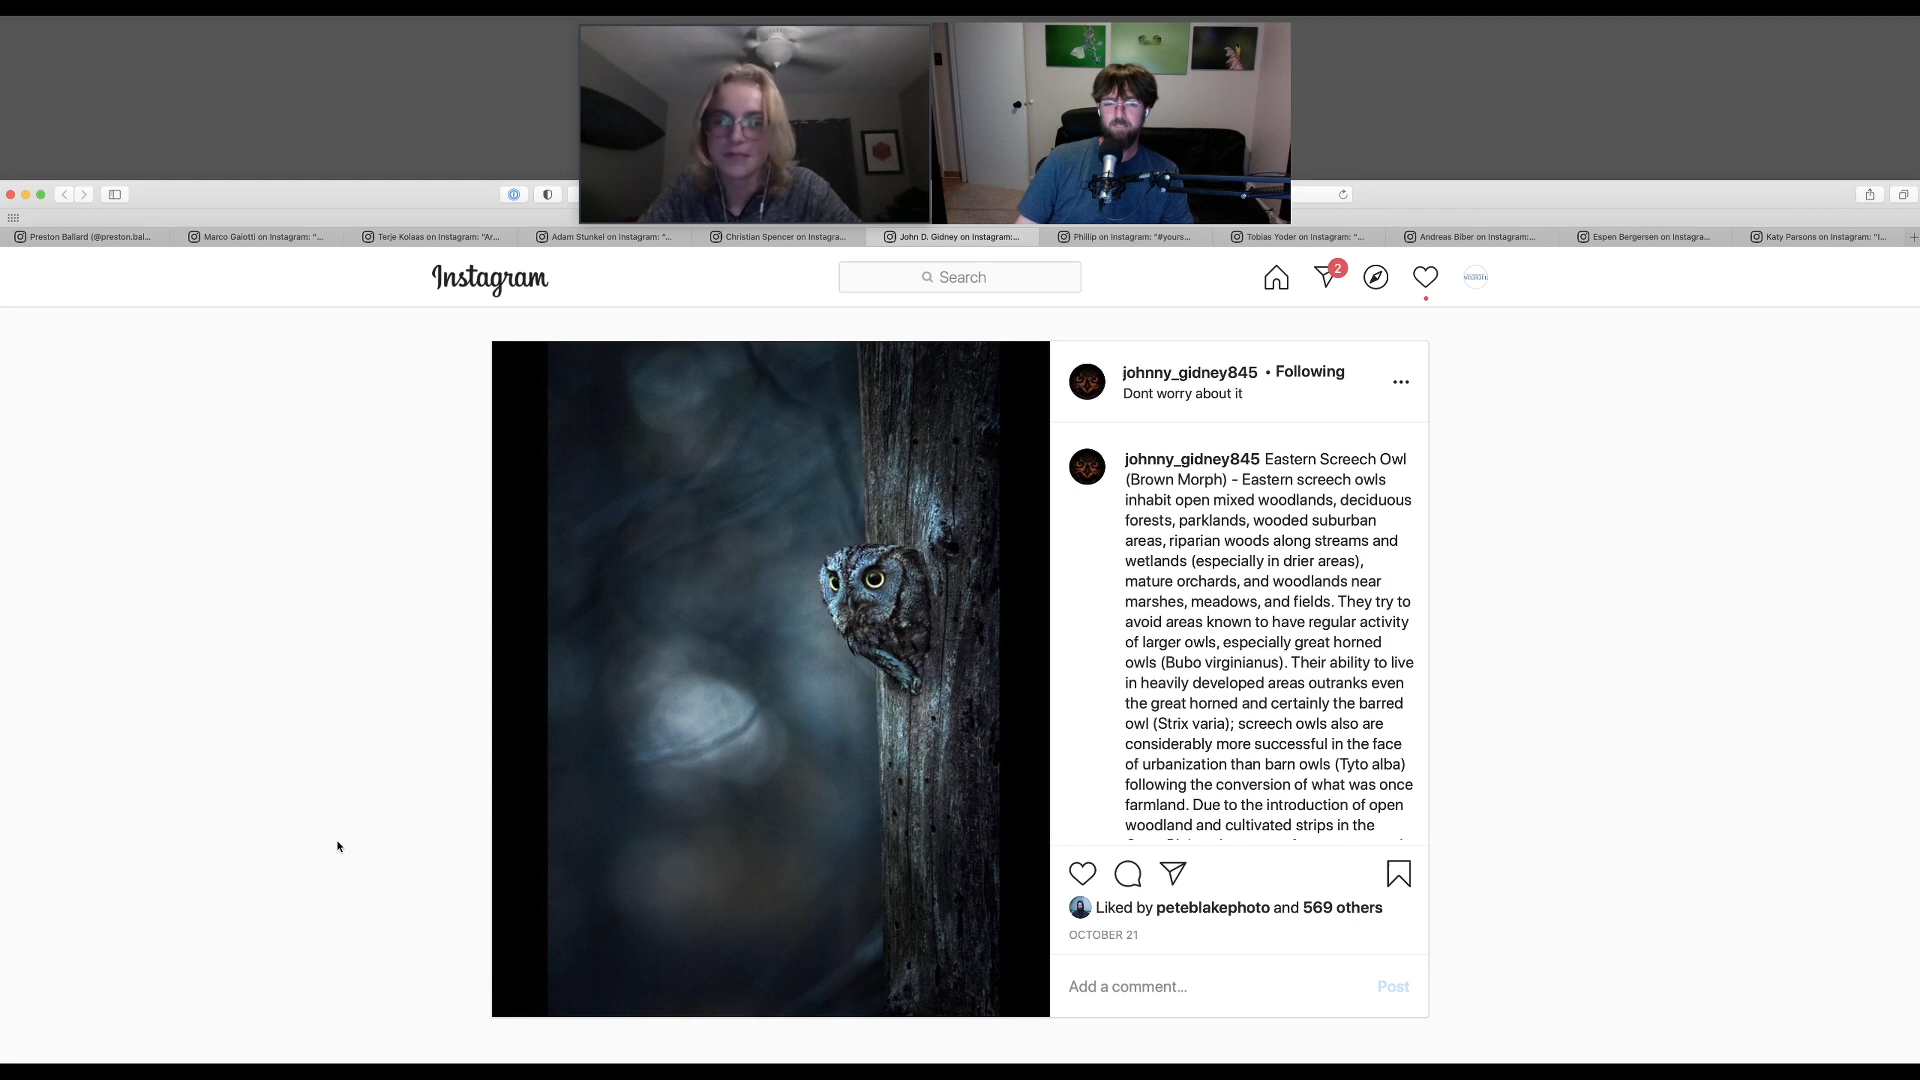 Preston Ballard (@preston.bal...
Marco Gaiotti on Instagram: "...
Terje Kolaas on Instagram: "Ar...
Adam Stunkel on Instagram: "...
Christian Spencer on Instagra...
John D. Gidney on Instagram:...
Phillip on Instagram: "#yours...
Tobias Yoder on Instagram: "...
Andreas Biber on Instagram:...
Espen Bergersen on Instagra...
Katy Parsons on Instagram: "I...
Instagram
Search
2
johnny_gidney845 • Following
Dont worry about it
johnny_gidney845 Eastern Screech Owl
(Brown Morph) - Eastern screech owls
inhabit open mixed woodlands, deciduous
forests, parklands, wooded suburban
areas, riparian woods along streams and
wetlands (especially in drier areas),
mature orchards, and woodlands near
marshes, meadows, and fields. They try to
avoid areas known to have regular activity
of larger owls, especially great horned
owls (Bubo virginianus). Their ability to live
in heavily developed areas outranks even
the great horned and certainly the barred
owl (Strix varia); screech owls also are
considerably more successful in the face
of urbanization than barn owls (Tyto alba)
following the conversion of what was once
farmland. Due to the introduction of open
woodland and cultivated strips in the
Liked by peteblakephoto and 569 others
OCTOBER 21
Add a comment...
Post